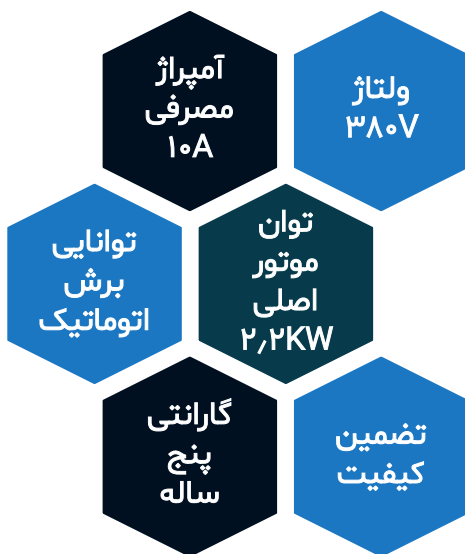 ولتاژ
۳۸۰V
آمپراژ
مصرفی
۱۰A
توان
موتور
اصلی
۲٫۲KW
توانایی
برش
اتوماتیک
تضمین
کیفیت
گارانتی
پنج
ساله